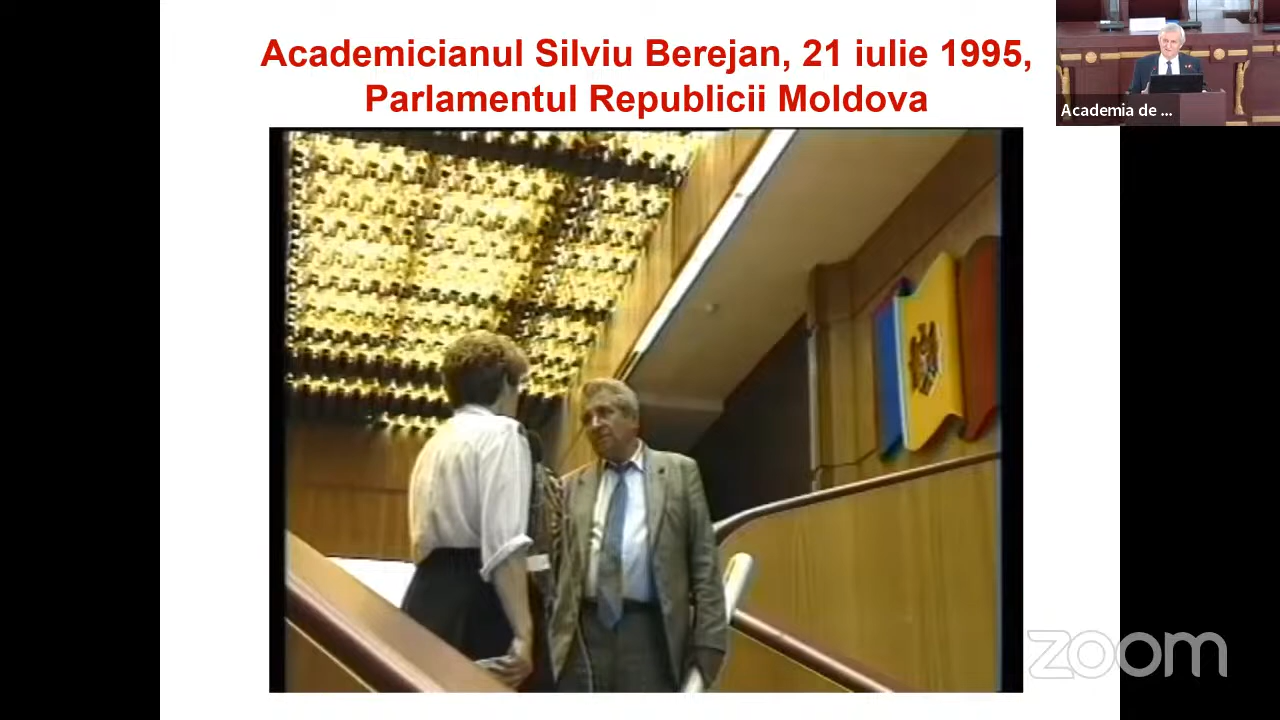 Academicianul Silviu Berejan, 21 iulie 1995,
Parlamentul Republicii Moldova
Academia de ...
zoom